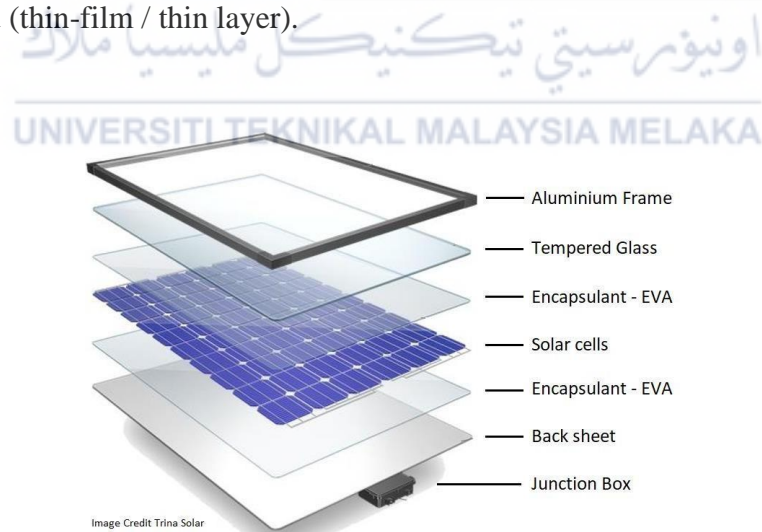 (thin-film / thin layer).
اونيۏرسيتي تيكنيكل مليسيا ملاك
UNIVERSITI TEKNIKAL MALAYSIA MELAKA
Aluminium Frame
Tempered Glass
Encapsulant - EVA
Solar cells
Encapsulant - EVA
Back sheet
Junction Box
Image Credit Trina Solar